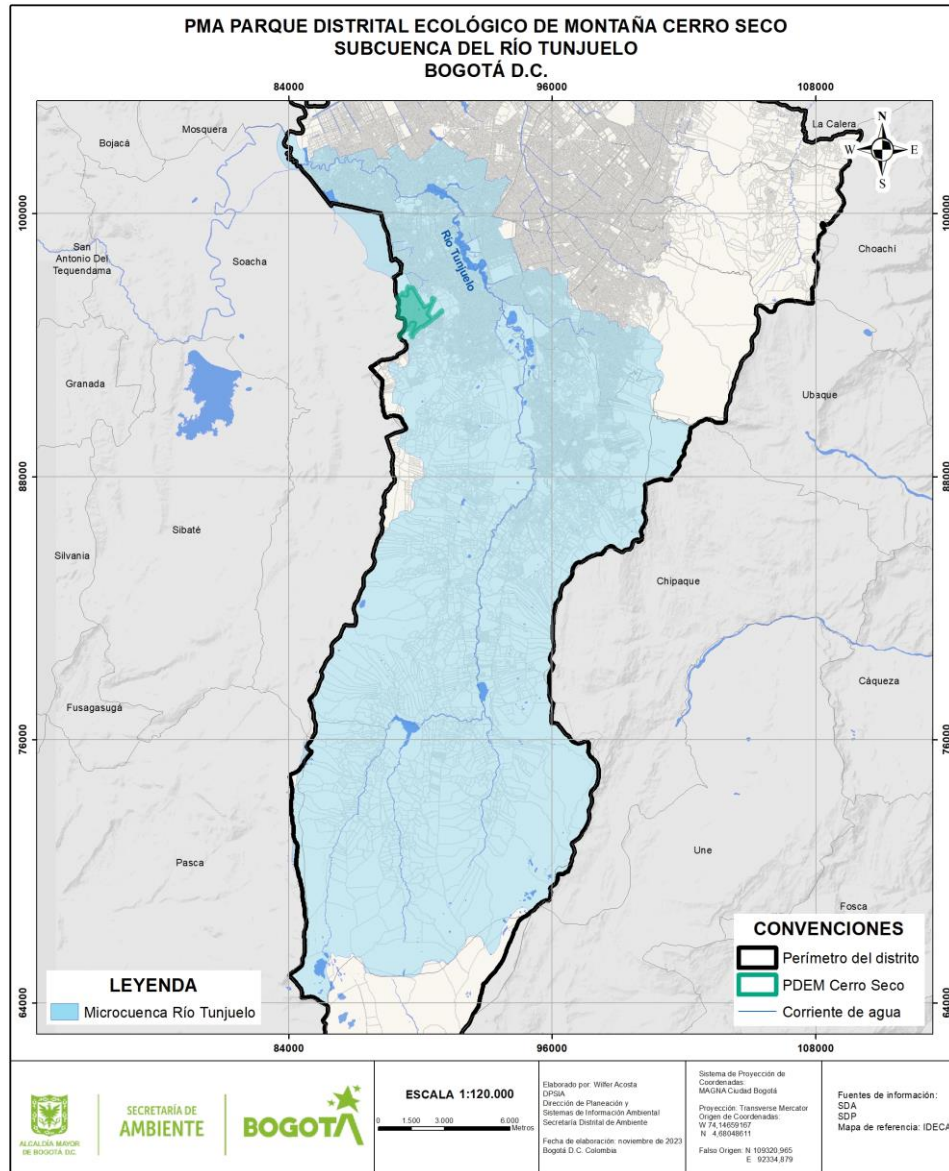 PMA PARQUE DISTRITAL ECOLÓGICO DE MONTAÑA CERRO SECO
SUBCUENCA DEL RÍO TUNJUELO
BOGOTÁ D.C.
84000 96000 108000
La Calera
Mosquera
Bojacá
N
W E
S
100000 100000
San
Antonio Del
Tequendama
Soacha
Río Tunjuelo
Choachí
Granada
Ubaque
88000 88000
Sibaté
Silvania
Chipaque
Fusagasugá
Càqueza
76000 76000
Pasca
Une
Fosca
LEYENDA
Microcuenca Río Tunjuelo
CONVENCIONES
Perímetro del distrito
PDEM Cerro Seco
Corriente de agua
64000 64000
84000 96000 108000
ALCALDÍA MAYOR
DE BOGOTÁ D.C.
SECRETARÍA DE
AMBIENTE
BOGOTÁ
ESCALA 1:120.000
0 1.500 3.000 6.000
Metros
Elaborado por: Wilfer Acosta
DPSIA
Dirección de Planeación y
Sistemas de Información Ambiental
Secretaría Distrital de Ambiente
Fecha de elaboración: noviembre de 2023
Bogotá D.C. Colombia
Sistema de Proyección de
Coordenadas:
MAGNA Ciudad Bogotá
Proyección: Transverse Mercator
Origen de Coordenadas:
W 74,14659167
N 4,68048611
Falso Origen: N 109320,965
E 92334,879
Fuentes de información:
SDA
SDP
Mapa de referencia: IDECA